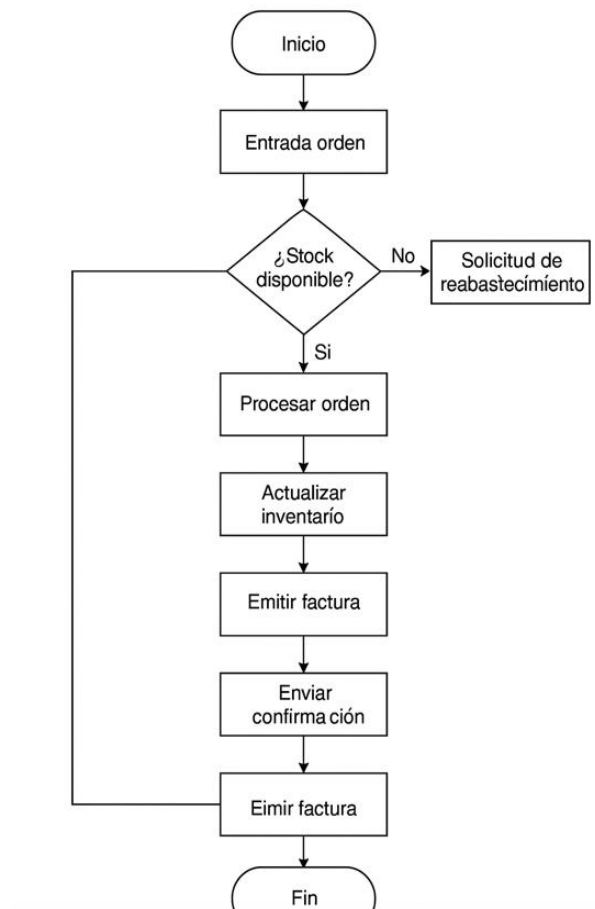 Inicio
Entrada orden
¿Stock
disponible?
No
Solicitud de
reabastecímíento
Si
Procesar orden
Actualizar
inventarío
Emitir factura
Enviar
confirma ción
Eimir factura
Fin